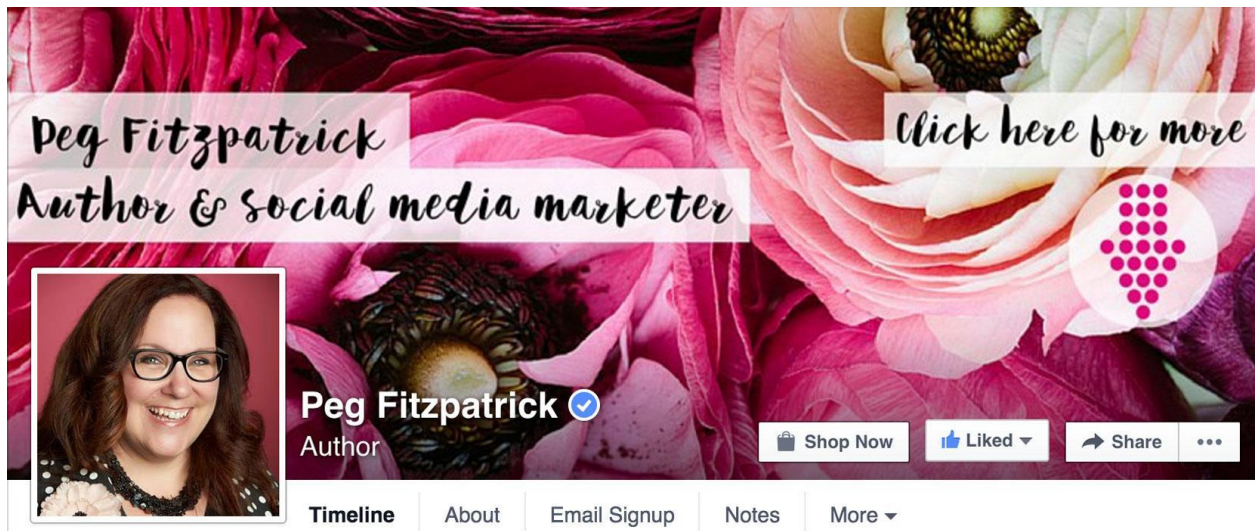 Peg Fitzpatrick
Click here for more
Author & social media marketer
Peg Fitzpatrick
Author
Shop Now
Liked
Share
Timeline
About
Email Signup
Notes
More